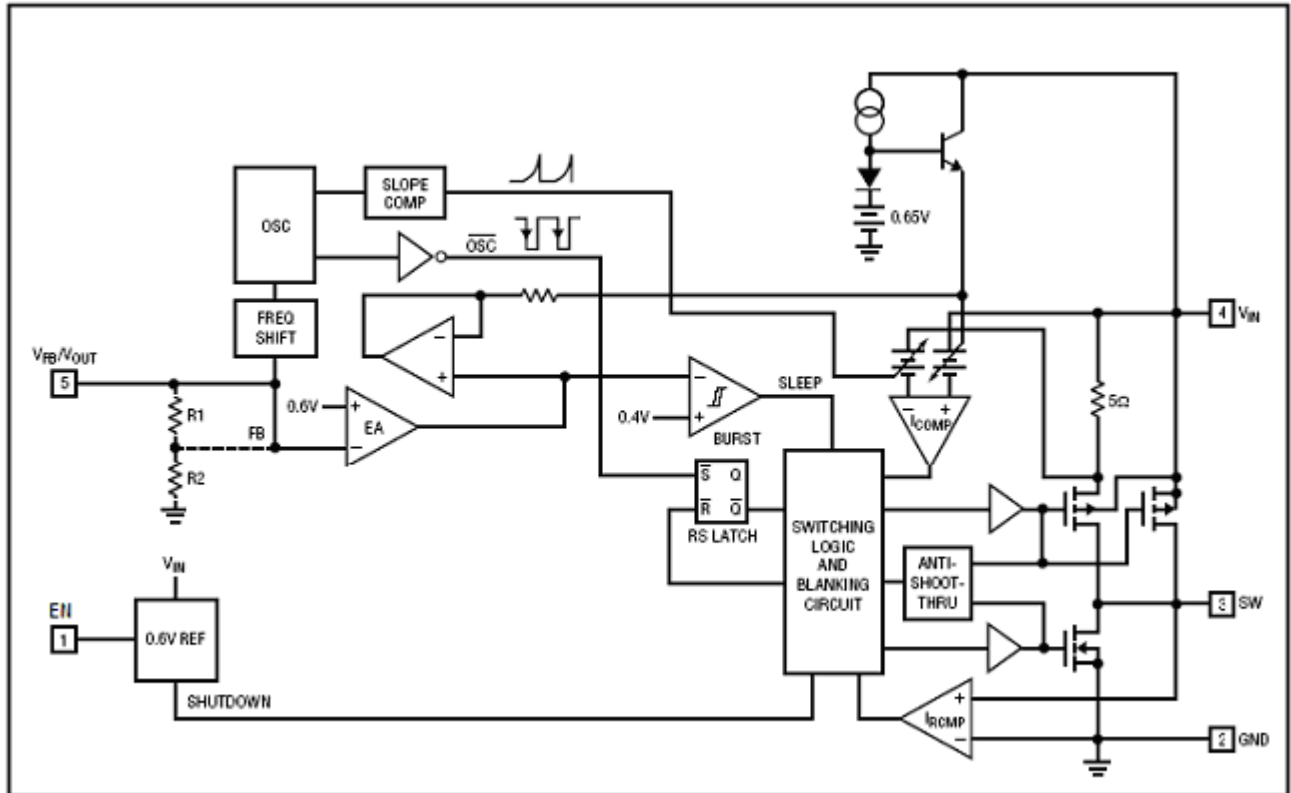 0.65V
SLOPE
COMP
OSC
OSC
FREQ
SHIFT
4 VIN
VFB/VOUT
5
R1
0.6V
+
−
EA
FB
R2
−
+
0.4V
−
+
SLEEP
BURST
− +
ICOMP
5Ω
S Q
R Q
RS LATCH
SWITCHING
LOGIC
AND
BLANKING
CIRCUIT
ANTI-
SHOOT-
THRU
3 SW
VIN
EN
1
0.6V REF
SHUTDOWN
+
IRCMP
−
2 GND